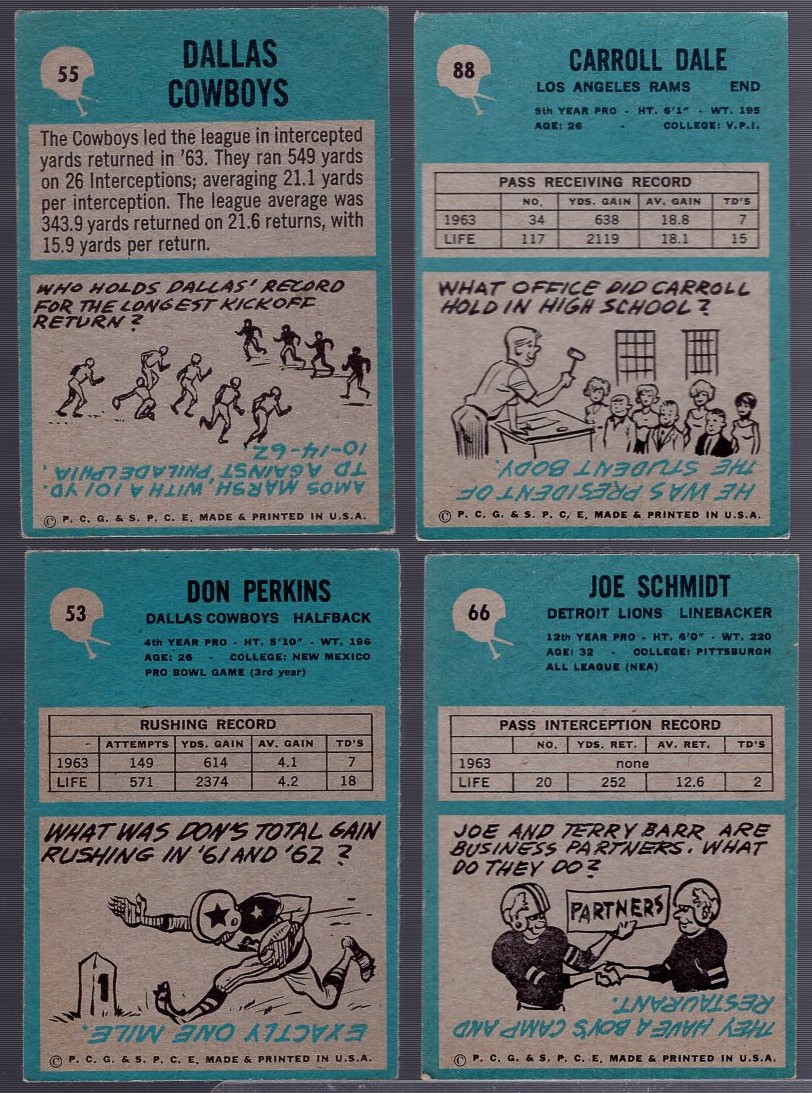 55
DALLAS
COWBOYS
The Cowboys led the league in intercepted
yards returned in '63. They ran 549 yards
on 26 Interceptions; averaging 21.1 yards
per interception. The league average was
343.9 yards returned on 21.6 returns, with
15.9 yards per return.
WHO HOLDS DALLAS' RECORD
FOR THE LONGEST KICKOFF
RETURN?
AMOS MARSH, WITH A 101 YD.
TD AGAINST PHILADELPHIA,
10-14-62
© P. C. G. & S. P. C. E. MADE & PRINTED IN U.S.A.
88
CARROLL DALE
LOS ANGELES RAMS END
5th YEAR PRO - HT. 6'1" - WT. 195
AGE: 26 - COLLEGE: V.P.I.
PASS RECEIVING RECORD
NO. YDS. GAIN AV. GAIN TD'S
1963 34 638 18.8 7
LIFE 117 2119 18.1 15
WHAT OFFICE DID CARROLL
HOLD IN HIGH SCHOOL?
HE WAS PRESIDENT OF
THE STUDENT BODY.
© P. C. G. & S. P. C. E. MADE & PRINTED IN U.S.A.
53
DON PERKINS
DALLAS COWBOYS HALFBACK
4th YEAR PRO - HT. 5'10" - WT. 196
AGE: 26 - COLLEGE: NEW MEXICO
PRO BOWL GAME (3rd year)
RUSHING RECORD
- ATTEMPTS YDS. GAIN AV. GAIN TD'S
1963 149 614 4.1 7
LIFE 571 2374 4.2 18
WHAT WAS DON'S TOTAL GAIN
RUSHING IN '61 AND '62?
1
EXACTLY ONE MILE.
© P. C. G. & S. P. C. E. MADE & PRINTED IN U.S.A.
66
JOE SCHMIDT
DETROIT LIONS LINEBACKER
12th YEAR PRO - HT. 6'0" - WT. 220
AGE: 32 - COLLEGE: PITTSBURGH
ALL LEAGUE (NEA)
PASS INTERCEPTION RECORD
NO. YDS. RET. AV. RET. TD'S
1963 none
LIFE 20 252 12.6 2
JOE AND TERRY BARR ARE
BUSINESS PARTNERS. WHAT
DO THEY DO?
PARTNERS
THEY HAVE A BOY'S CAMP AND
RESTAURANT.
© P. C. G. & S. P. C. E. MADE & PRINTED IN U.S.A.